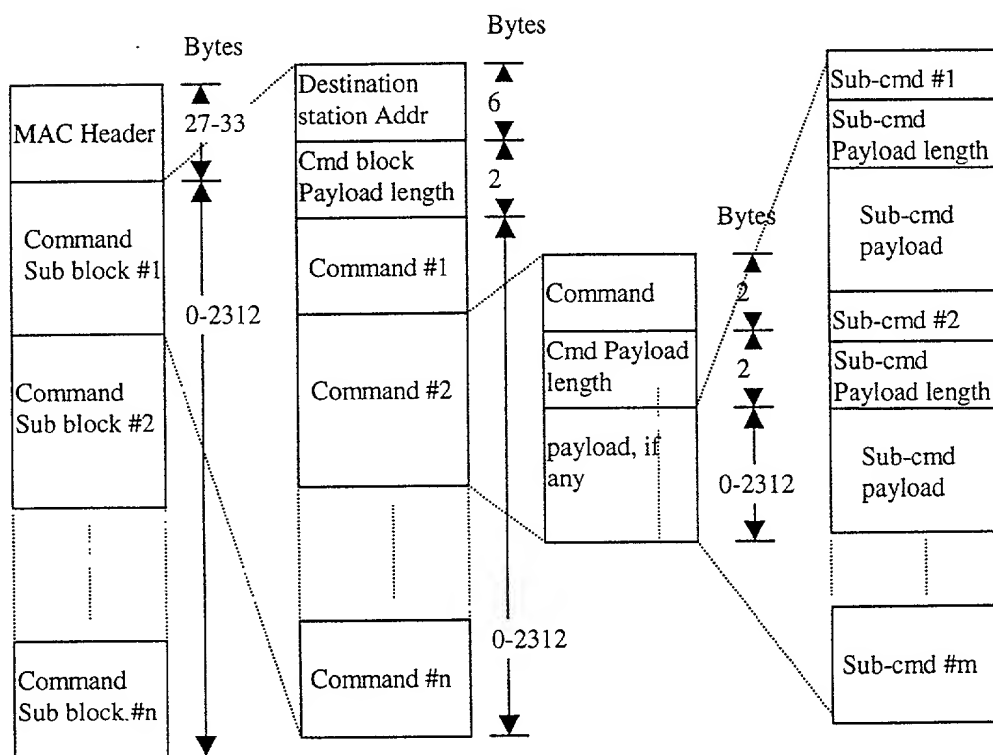 Bytes
MAC Header
27-33
Command
Sub block #1
0-2312
Command
Sub block #2
Command
Sub block.#n
Bytes
Destination
station Addr
6
Cmd block
Payload length
2
Command #1
Command #2
0-2312
Command #n
Bytes
Command
2
Cmd Payload
length
2
payload, if
any
0-2312
Sub-cmd #1
Sub-cmd
Payload length
Sub-cmd
payload
Sub-cmd #2
Sub-cmd
Payload length
Sub-cmd
payload
Sub-cmd #m